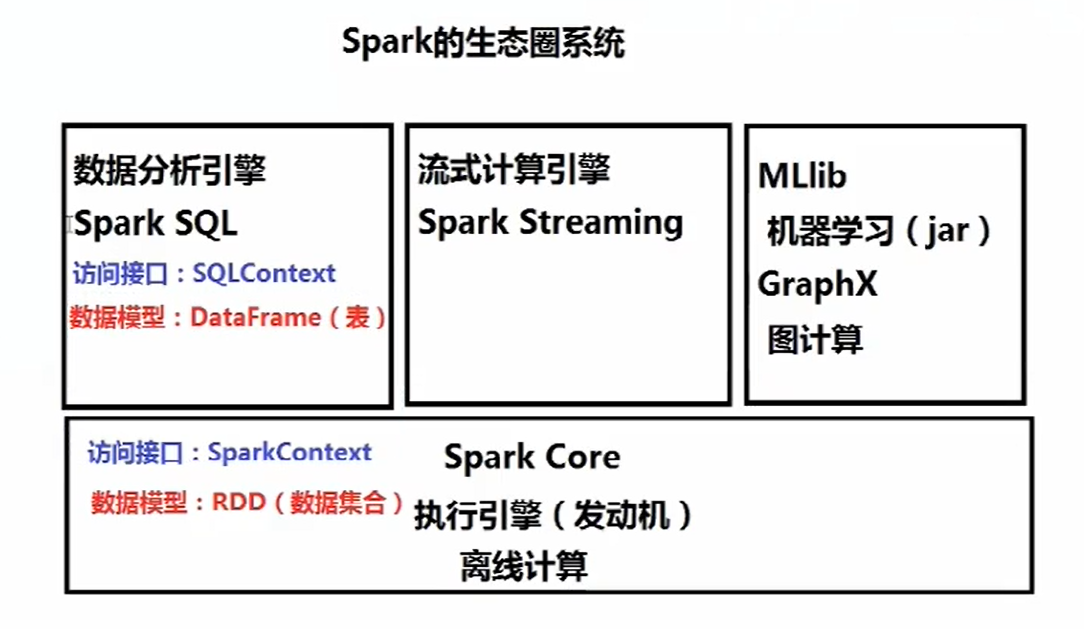 Spark的生态圈系统
数据分析引擎
Spark SQL
访问接口：SQLContext
数据模型：DataFrame（表）
流式计算引擎
Spark Streaming
MLlib
机器学习（jar）
GraphX
图计算
访问接口：SparkContext
数据模型：RDD（数据集合）
Spark Core
执行引擎（发动机）
离线计算